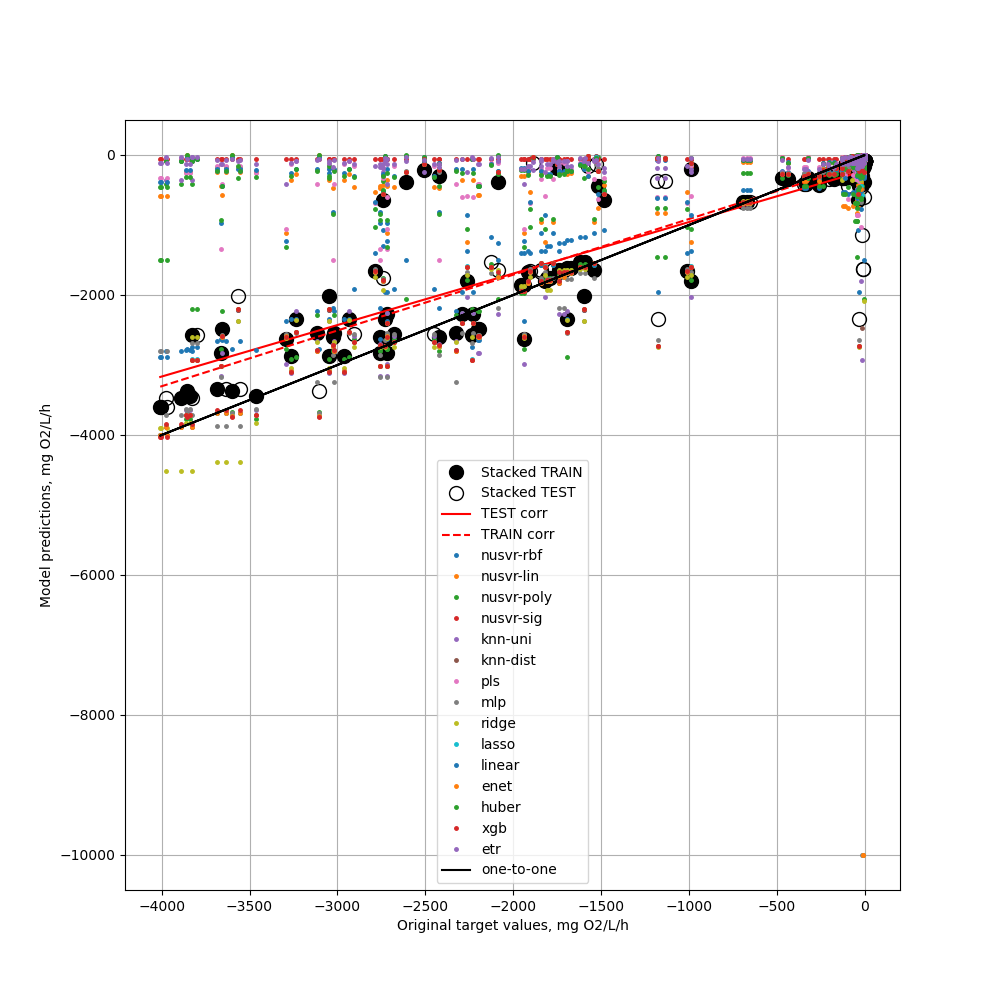 0
−2000
−4000
−6000
−8000
−10000
Model predictions, mg O2/L/h
Stacked TRAIN
Stacked TEST
TEST corr
TRAIN corr
nusvr-rbf
nusvr-lin
nusvr-poly
nusvr-sig
knn-uni
knn-dist
pls
mlp
ridge
lasso
linear
enet
huber
xgb
etr
one-to-one
−4000 −3500 −3000 −2500 −2000 −1500 −1000 −500 0
Original target values, mg O2/L/h